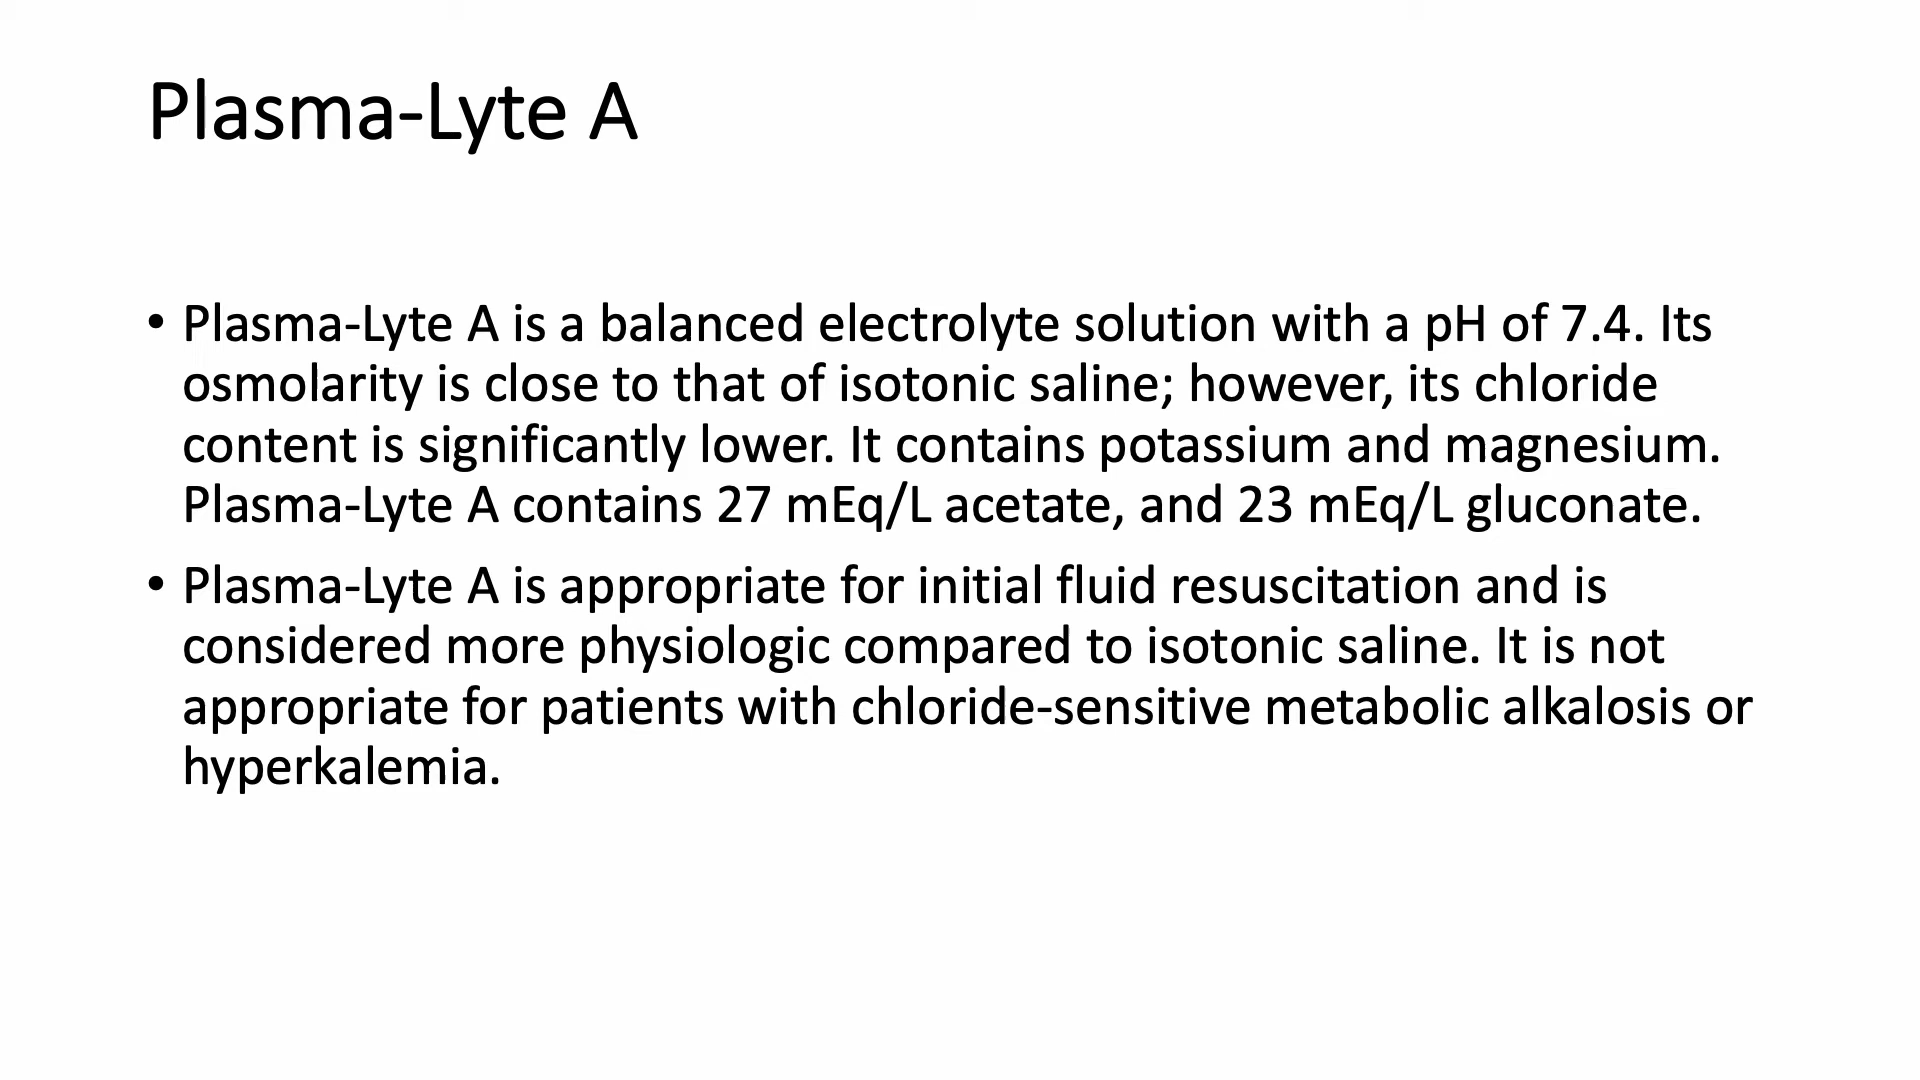 Plasma-Lyte A
• Plasma-Lyte A is a balanced electrolyte solution with a pH of 7.4. Its
osmolarity is close to that of isotonic saline; however, its chloride
content is significantly lower. It contains potassium and magnesium.
Plasma-Lyte A contains 27 mEq/L acetate, and 23 mEq/L gluconate.
• Plasma-Lyte A is appropriate for initial fluid resuscitation and is
considered more physiologic compared to isotonic saline. It is not
appropriate for patients with chloride-sensitive metabolic alkalosis or
hyperkalemia.